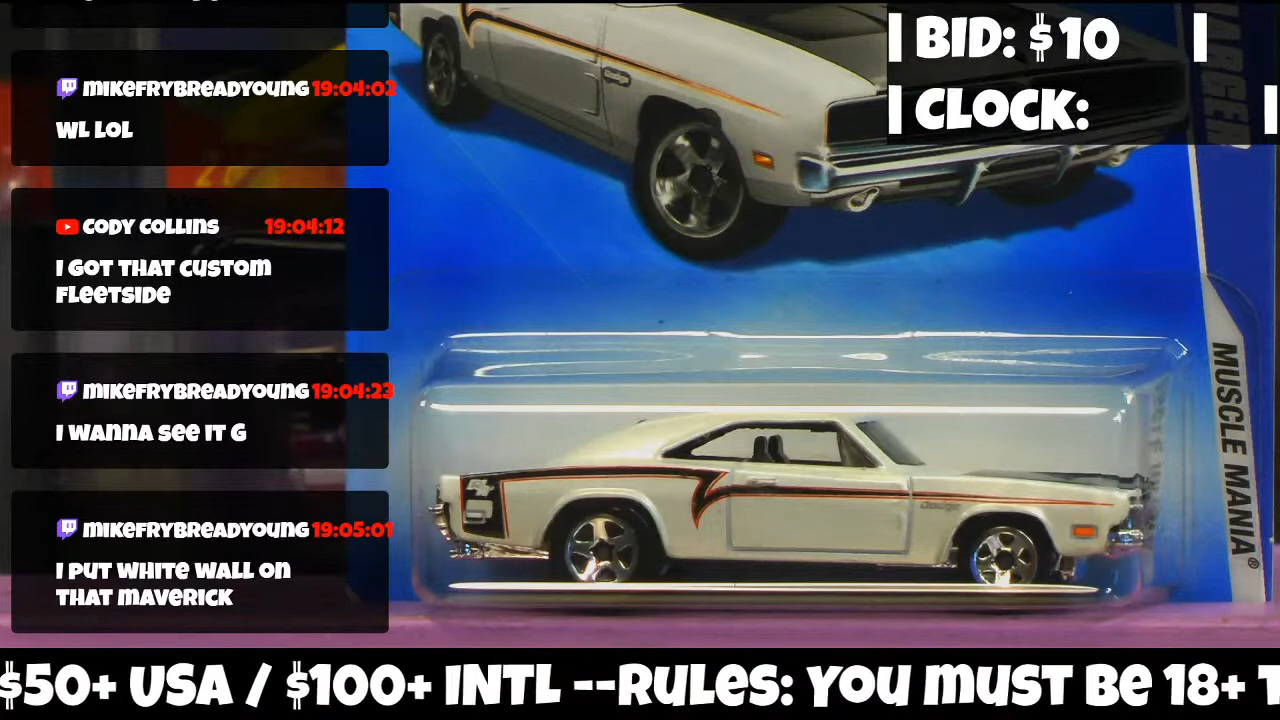 MIKEFRYBREADYOUNG 19:04:02
WL LOL
CODY COLLINS 19:04:12
I GOT THAT CUSTOM
FLEETSIDE
MIKEFRYBREADYOUNG 19:04:23
I WANNA SEE IT G
MIKEFRYBREADYOUNG 19:05:01
I PUT WHITE WALL ON
THAT MAVERICK
| BID: $10 |
| CLOCK: |
MUSCLE MANIA®
Dodge
$50+ USA / $100+ INTL --RULES: YOU MUST BE 18+ T